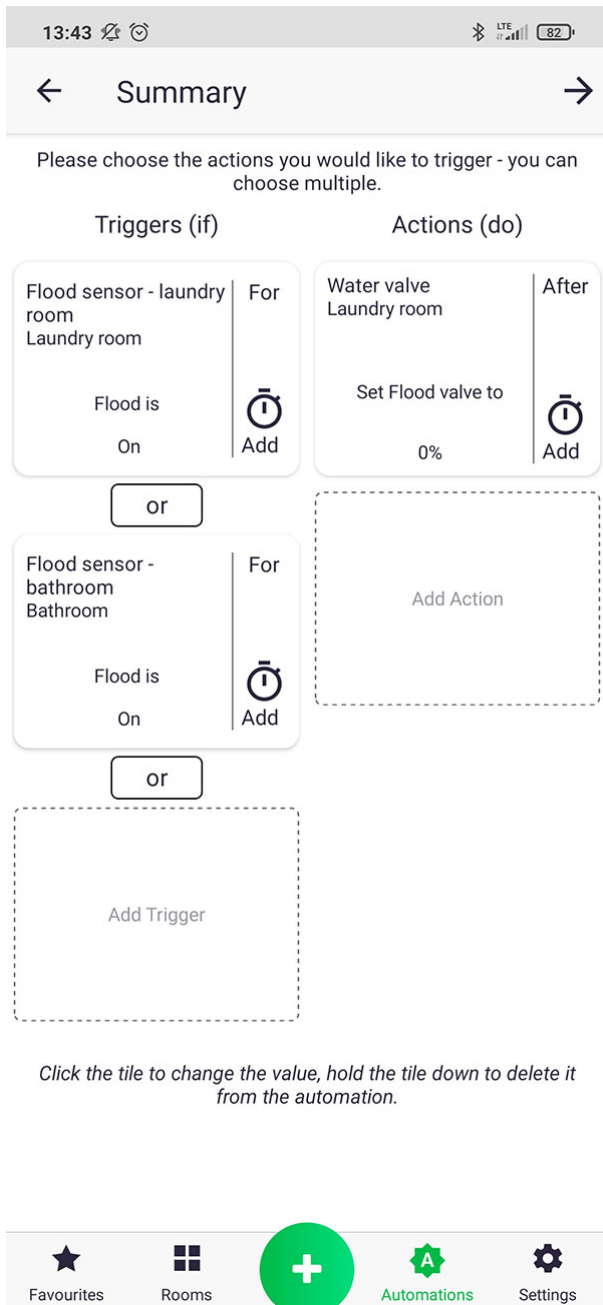 13:43
LTE
82
Summary
Please choose the actions you would like to trigger - you can
choose multiple.
Triggers (if)
Actions (do)
Flood sensor - laundry
room
Laundry room
For
Flood is
On
Add
Water valve
Laundry room
After
Set Flood valve to
0%
Add
or
Flood sensor -
bathroom
Bathroom
For
Flood is
On
Add
Add Action
or
Add Trigger
Click the tile to change the value, hold the tile down to delete it
from the automation.
Favourites
Rooms
A
Automations
Settings